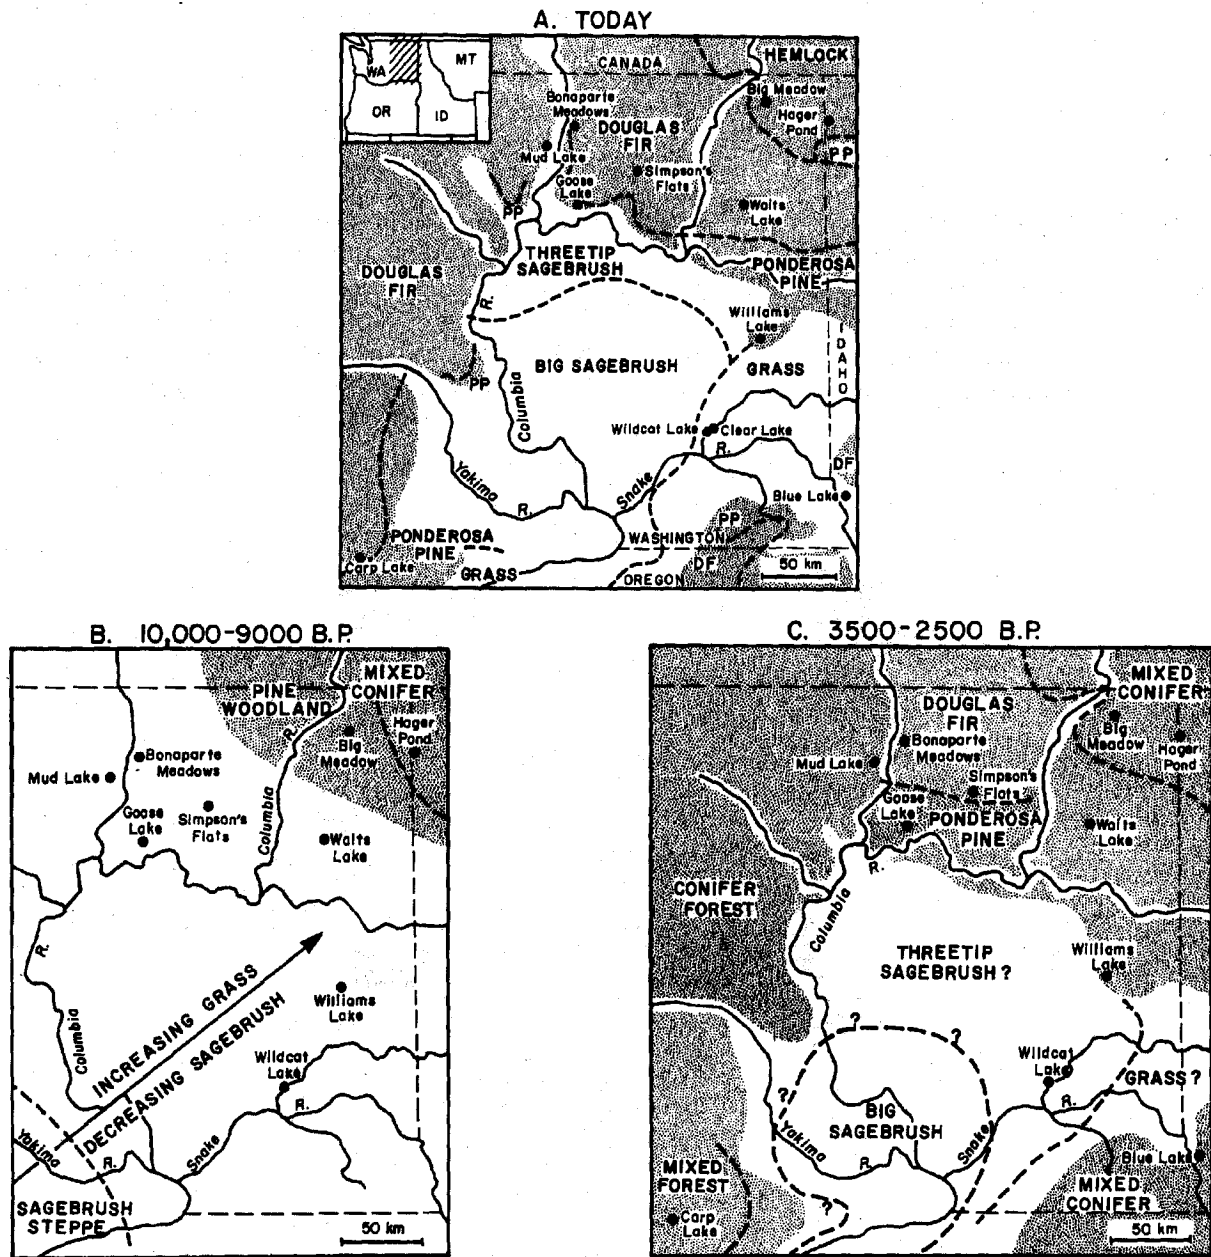 A. TODAY
WA
MT
OR
ID
CANADA
HEMLOCK
Big Meadow
Bonaparte
Meadows
Hager
Pond
DOUGLAS
FIR
PP
Mud Lake
Simpson's
Flats
Goose
Lake
PP
Waits
Lake
THREETIP
SAGEBRUSH
PONDEROSA
PINE
DOUGLAS
FIR
R.
Williams
Lake
IDAHO
BIG SAGEBRUSH
GRASS
PP
Columbia
Wildcat Lake
Clear Lake
R.
DF
Yakima
R.
Snake
Blue Lake
PP
PONDEROSA
PINE
WASHINGTON
Carp Lake
GRASS
OREGON
DF
50 km
B. 10,000-9000 B.P.
MIXED
CONIFER
PINE
WOODLAND
R.
Hager
Pond
Big
Meadow
Bonaparte
Meadows
Mud Lake
Goose
Lake
Simpson's
Flats
Columbia
Waits
Lake
R.
INCREASING GRASS
DECREASING SAGEBRUSH
Williams
Lake
Columbia
Wildcat
Lake
R.
Yakima
R.
Snake
SAGEBRUSH
STEPPE
50 km
C. 3500-2500 B.P.
MIXED
CONIFER
DOUGLAS
FIR
Big
Meadow
Hager
Pond
Bonaparte
Meadows
Mud Lake
Simpson's
Flats
Goose
Lake
PONDEROSA
PINE
Waits
Lake
R.
CONIFER
FOREST
Columbia
THREETIP
SAGEBRUSH ?
Williams
Lake
?
?
Wildcat
Lake
?
R.
GRASS ?
BIG
SAGEBRUSH
Yakima
R.
Snake
Blue Lake
MIXED
FOREST
MIXED
CONIFER
?
Carp
Lake
50 km